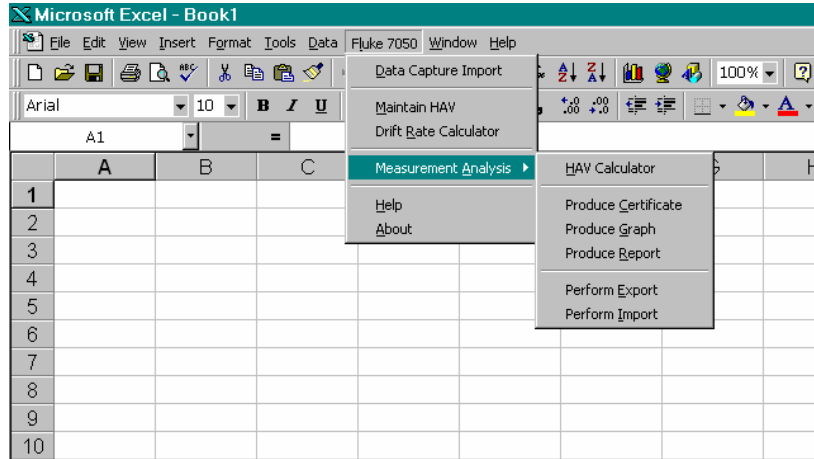 Microsoft Excel - Book1
File Edit View Insert Format Tools Data Fluke 7050 Window Help
ABC
100%
Arial 10 B I U
A1 =
A B C
1
2
3
4
5
6
7
8
9
10
Data Capture Import
Maintain HAV
Drift Rate Calculator
Measurement Analysis
Help
About
HAV Calculator
Produce Certificate
Produce Graph
Produce Report
Perform Export
Perform Import